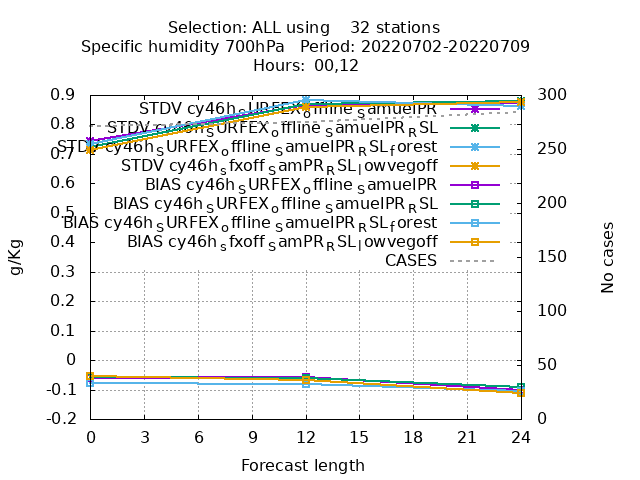 Selection: ALL using    32 stations
Specific humidity 700hPa   Period: 20220702-20220709
Hours: 00,12
STDV cy46h_SURFEX_offline_SamuelPR
STDV cy46h_SURFEX_offline_SamuelPR_RSL
STDV cy46h_SURFEX_offline_SamuelPR_RSL_forest
STDV cy46h_sfxoff_SamPR_RSL_lowvegoff
BIAS cy46h_SURFEX_offline_SamuelPR
BIAS cy46h_SURFEX_offline_SamuelPR_RSL
BIAS cy46h_SURFEX_offline_SamuelPR_RSL_forest
BIAS cy46h_sfxoff_SamPR_RSL_lowvegoff
CASES
g/Kg
0.9
0.8
0.7
0.6
0.5
0.4
0.3
0.2
0.1
0
-0.1
-0.2
No cases
300
250
200
150
100
50
0
0 3 6 9 12 15 18 21 24
Forecast length